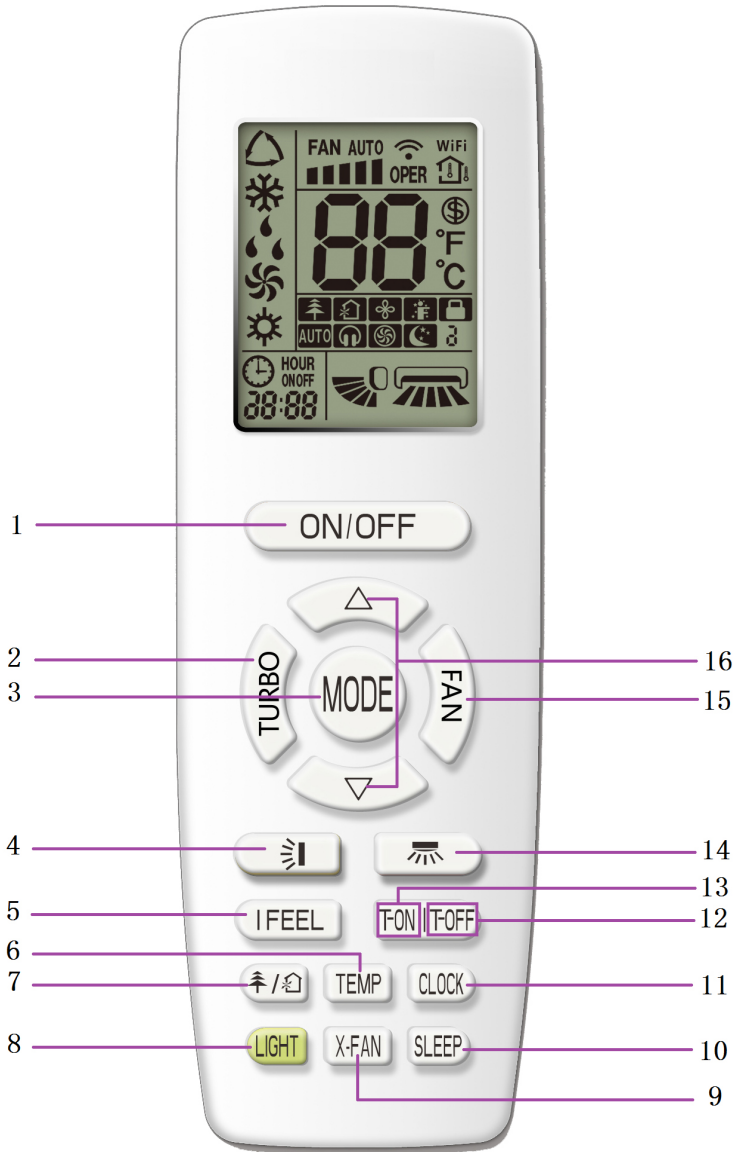 FAN AUTO WiFi
OPER
88 °F
°C
AUTO
HOUR
ON OFF
88:88
1 ON/OFF
2 TURBO
3 MODE
16
FAN 15
4
14
5 I FEEL
13
T-ON T-OFF 12
6
7 / TEMP CLOCK 11
8 LIGHT X-FAN SLEEP 10
9